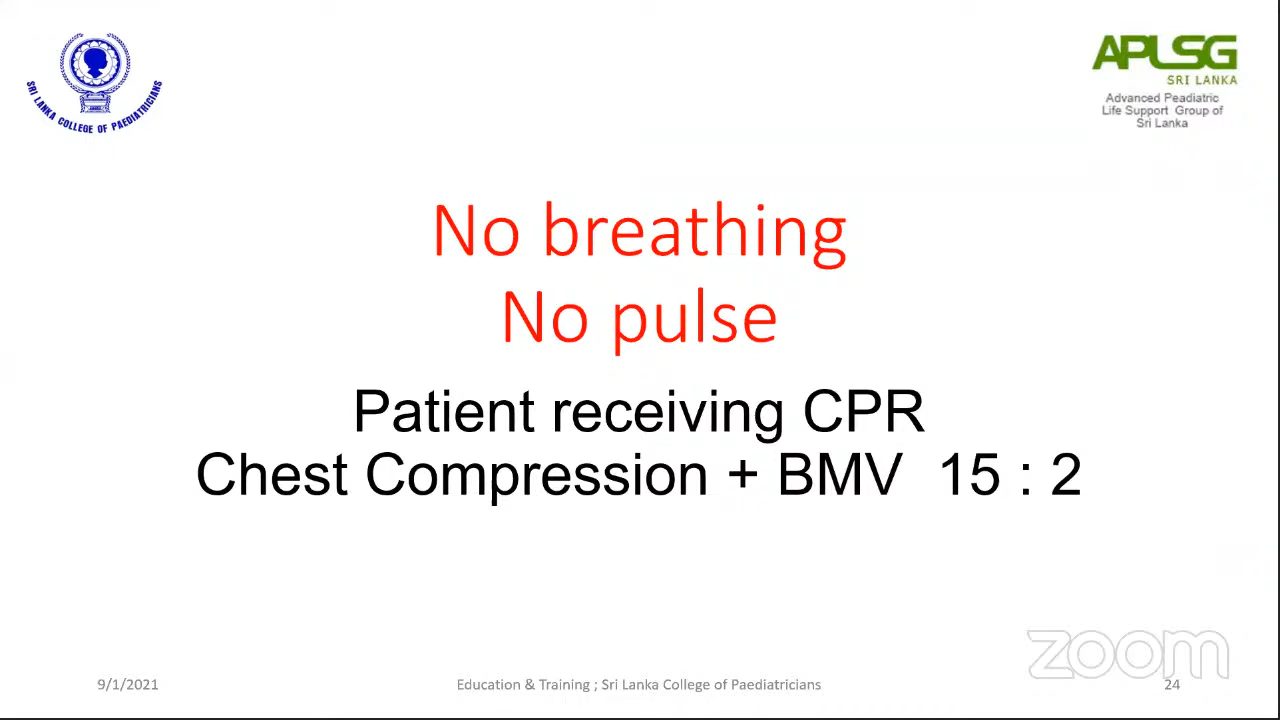 SRI LANKA COLLEGE OF PAEDIATRICIANS
APLSG
SRI LANKA
Advanced Peadiatric
Life Support Group of
Sri Lanka
No breathing
No pulse
Patient receiving CPR
Chest Compression + BMV 15 : 2
zoom
9/1/2021
Education & Training ; Sri Lanka College of Paediatricians
24